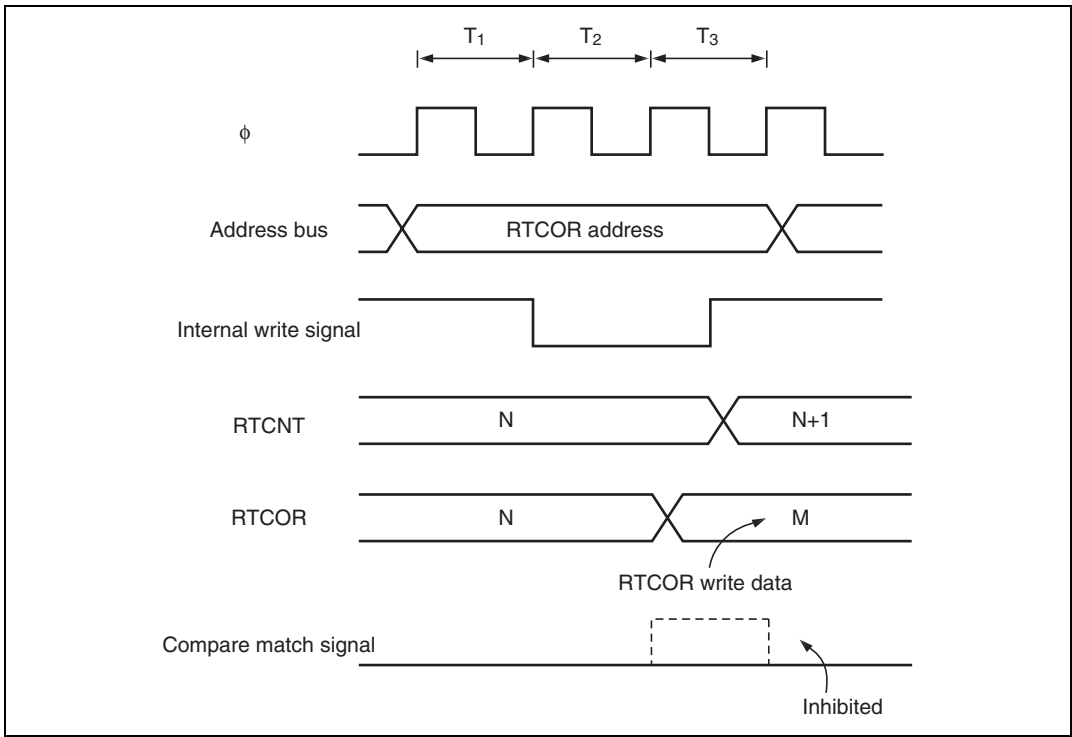 T1 T2 T3
ϕ
Address bus RTCOR address
Internal write signal
RTCNT N N+1
RTCOR N M
RTCOR write data
Compare match signal
Inhibited